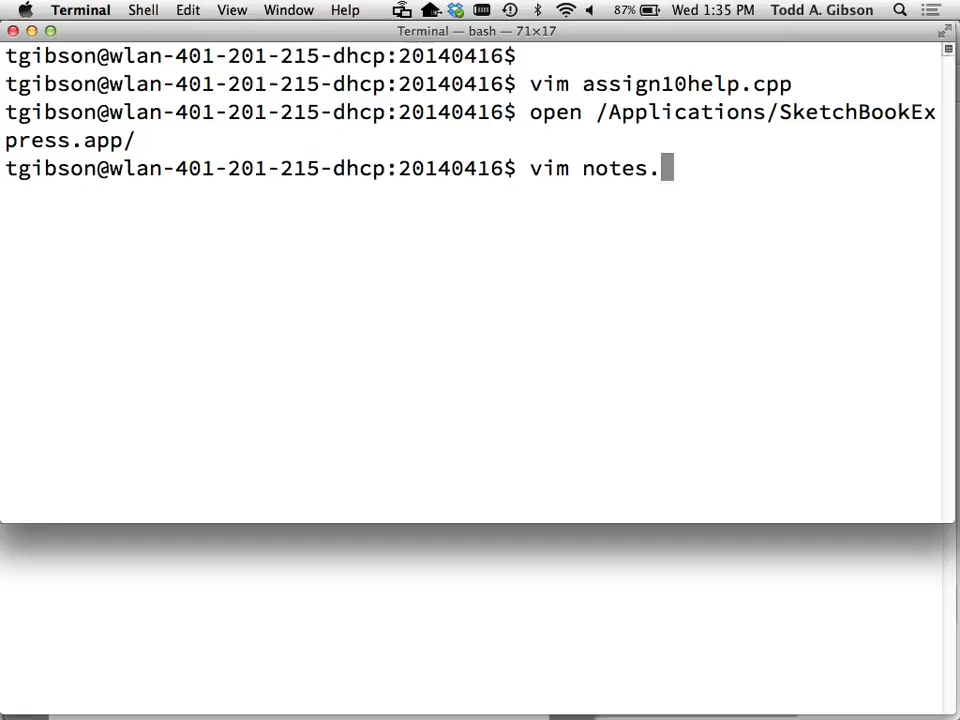 Terminal Shell Edit View Window Help 87% Wed 1:35 PM Todd A. Gibson
Terminal — bash — 71×17
tgibson@wlan-401-201-215-dhcp:20140416$
tgibson@wlan-401-201-215-dhcp:20140416$ vim assign10help.cpp
tgibson@wlan-401-201-215-dhcp:20140416$ open /Applications/SketchBookEx
press.app/
tgibson@wlan-401-201-215-dhcp:20140416$ vim notes.